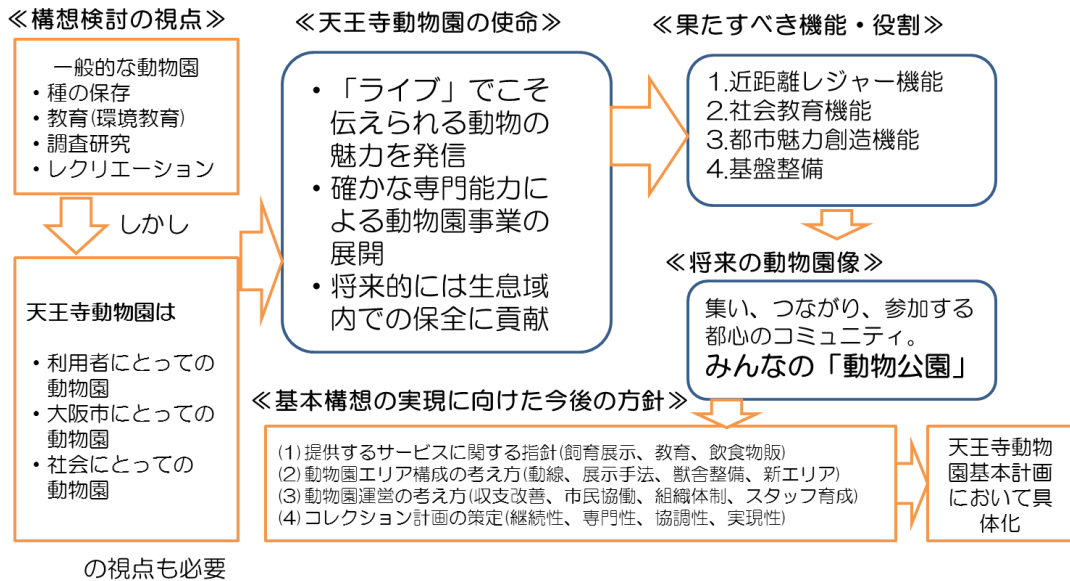 ≪構想検討の視点≫
一般的な動物園
・種の保存
・教育(環境教育)
・調査研究
・レクリエーション
しかし
天王寺動物園は
・利用者にとっての
動物園
・大阪市にとっての
動物園
・社会にとっての
動物園
の視点も必要
≪天王寺動物園の使命≫
・「ライブ」でこそ
伝えられる動物の
魅力を発信
・確かな専門能力に
よる動物園事業の
展開
・将来的には生息域
内での保全に貢献
≪果たすべき機能・役割≫
1.近距離レジャー機能
2.社会教育機能
3.都市魅力創造機能
4.基盤整備
≪将来の動物園像≫
集い、つながり、参加する
都心のコミュニティ。
みんなの「動物公園」
≪基本構想の実現に向けた今後の方針≫
(1)提供するサービスに関する指針(飼育展示、教育、飲食物販)
(2)動物園エリア構成の考え方(動線、展示手法、獣舎整備、新エリア)
(3)動物園運営の考え方(収支改善、市民協働、組織体制、スタッフ育成)
(4)コレクション計画の策定(継続性、専門性、協調性、実現性)
天王寺動物
園基本計画
において具
体化